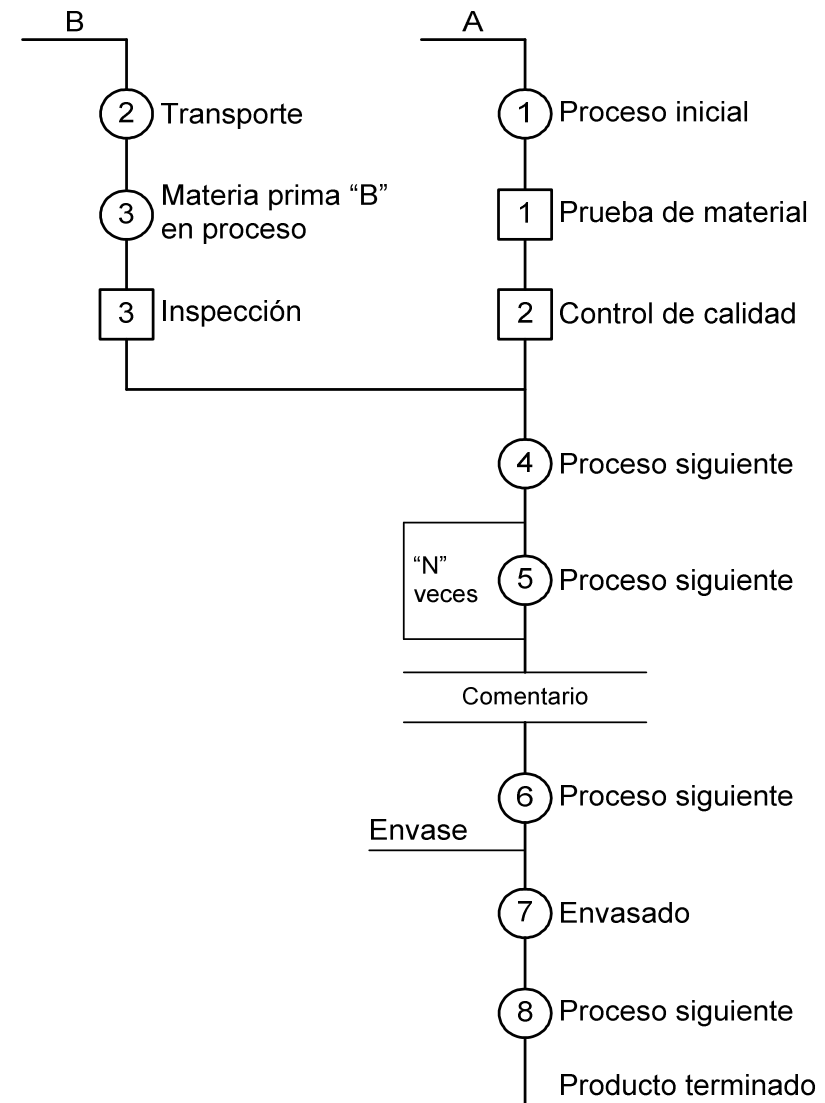 B
A
2 Transporte
1 Proceso inicial
3 Materia prima “B”
en proceso
1 Prueba de material
3 Inspección
2 Control de calidad
4 Proceso siguiente
“N”
veces
5 Proceso siguiente
Comentario
6 Proceso siguiente
Envase
7 Envasado
8 Proceso siguiente
Producto terminado